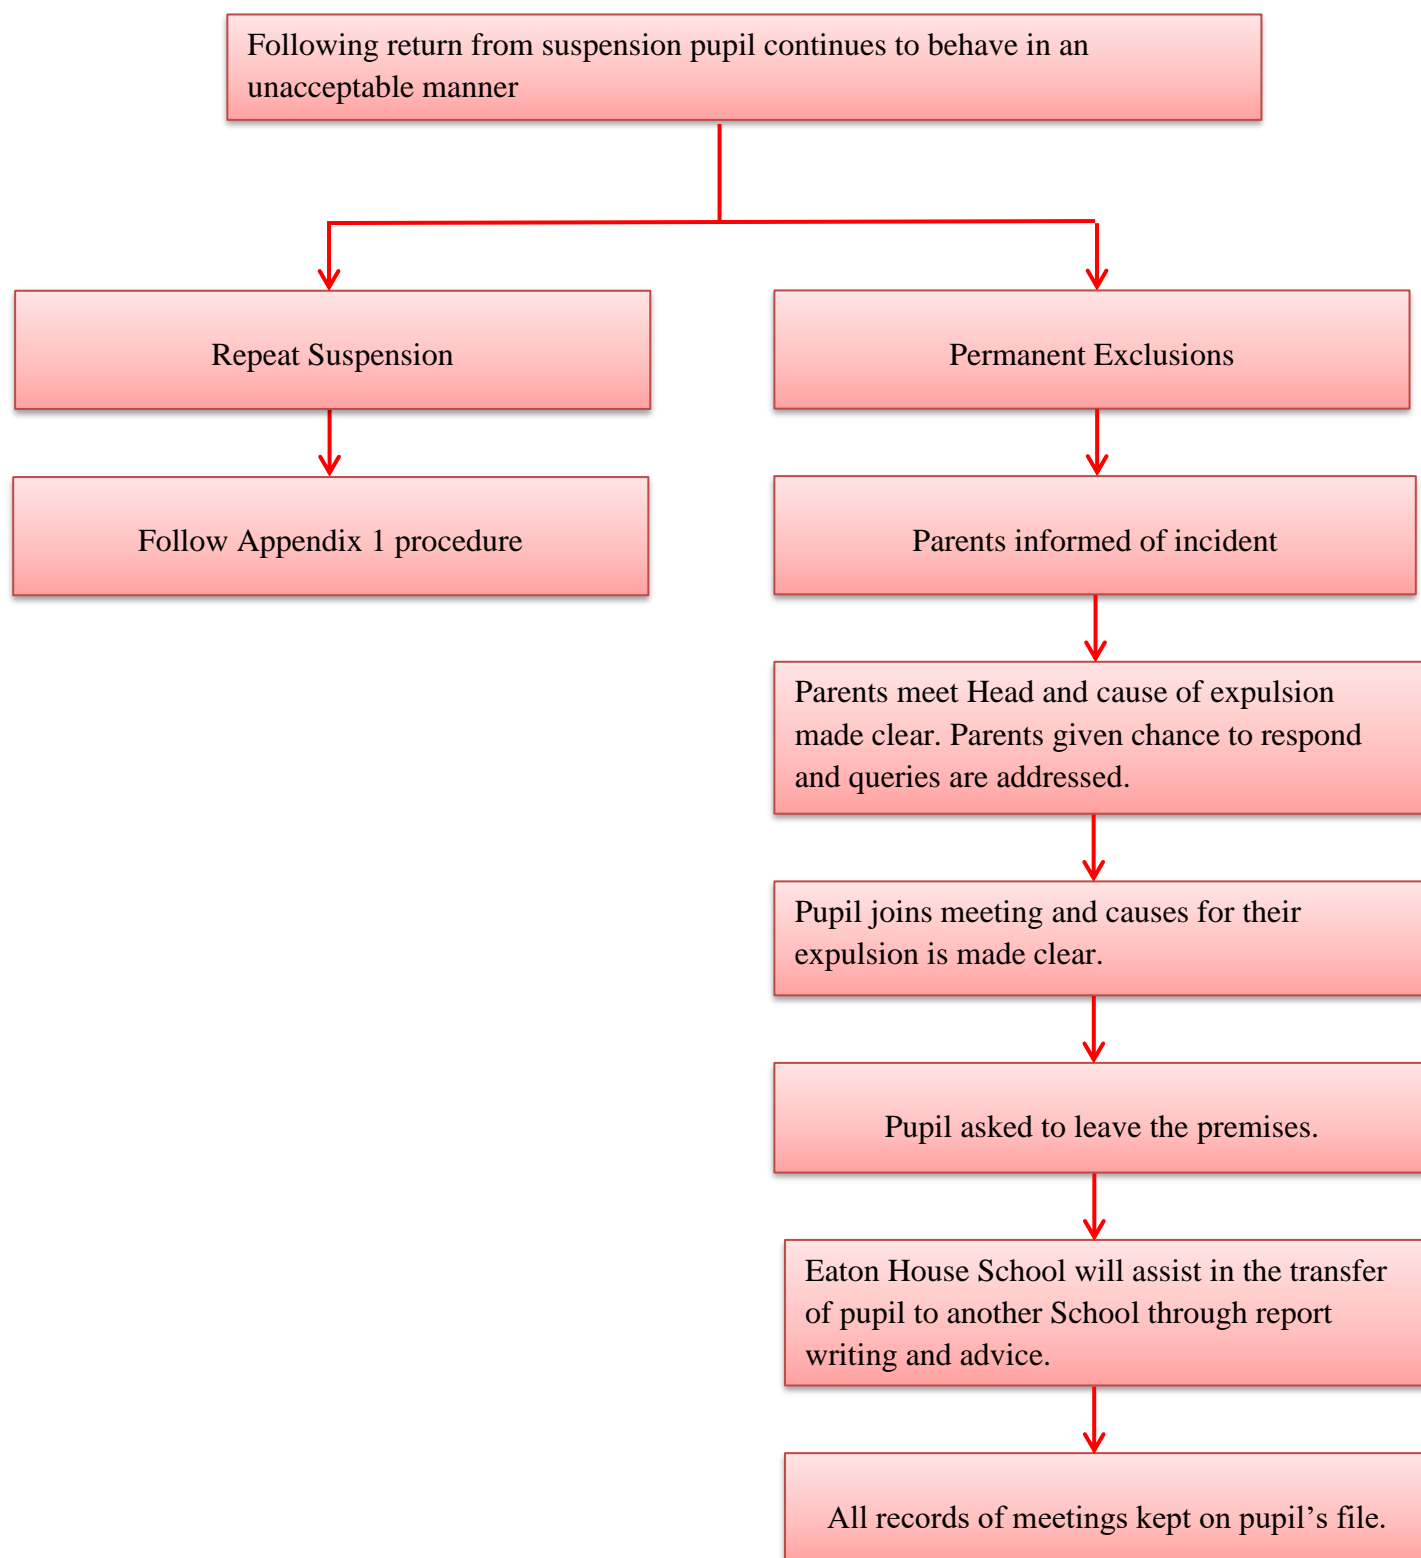 Following return from suspension pupil continues to behave in an
unacceptable manner
Repeat Suspension
Permanent Exclusions
Follow Appendix 1 procedure
Parents informed of incident
Parents meet Head and cause of expulsion
made clear. Parents given chance to respond
and queries are addressed.
Pupil joins meeting and causes for their
expulsion is made clear.
Pupil asked to leave the premises.
Eaton House School will assist in the transfer
of pupil to another School through report
writing and advice.
All records of meetings kept on pupil’s file.